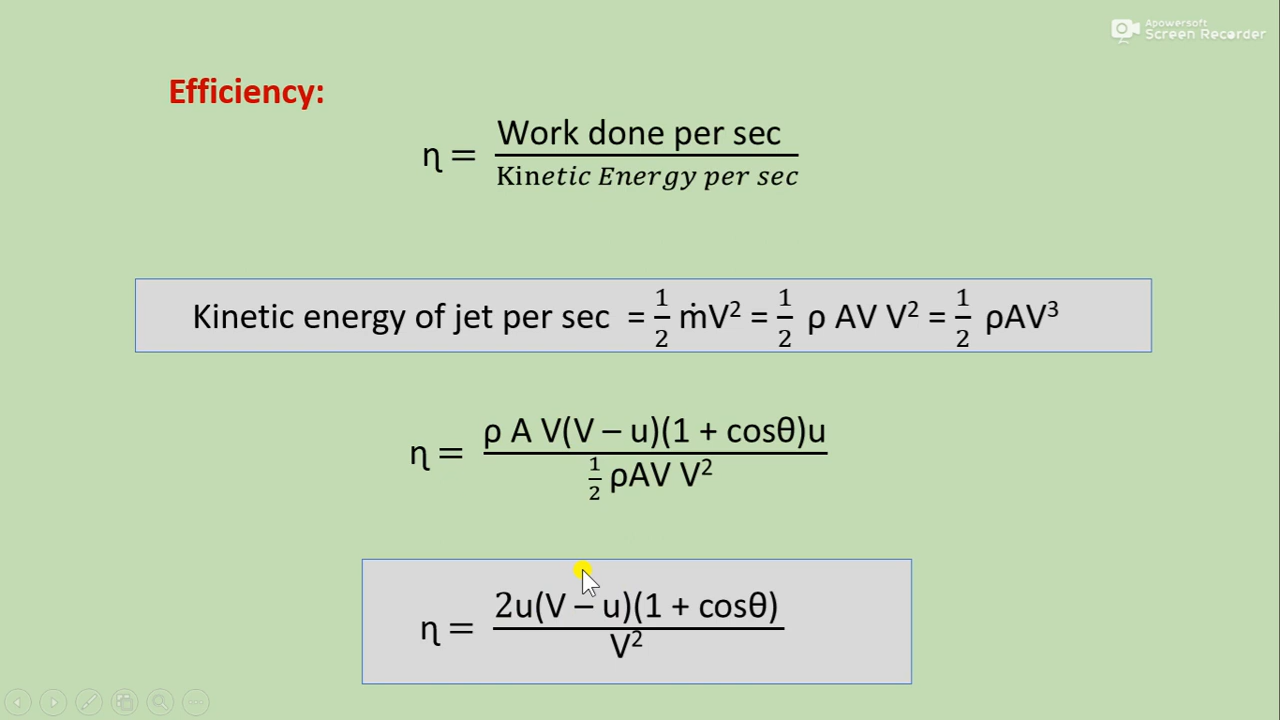 Apowersoft
Screen Recorder
Efficiency:
η = Work done per sec / Kinetic Energy per sec
Kinetic energy of jet per sec = 1/2 ṁV² = 1/2 ρ AV V² = 1/2 ρAV³
η = ρ A V(V – u)(1 + cosθ)u / 1/2 ρAV V²
η = 2u(V – u)(1 + cosθ) / V²